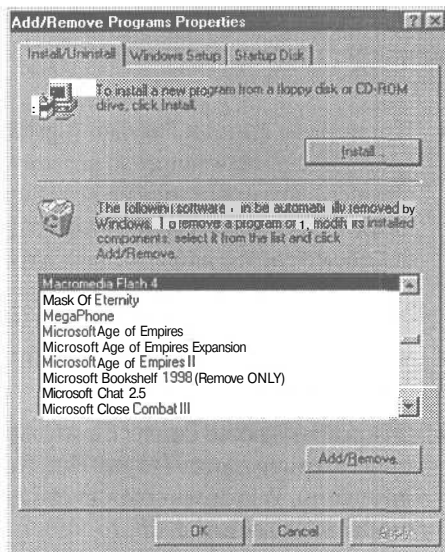 Add/Remove Programs Properties
Install/Uninstall Windows Setup Startup Disk
To install a new program from a floppy disk or CD-ROM
drive, click Install.
Install...
The following software in be automati illy removed by
Windows. To remove a program or modify its installed
components, select it from the list and click
Add/Remove.
Macromedia Flash 4
Mask Of Eternity
MegaPhone
Microsoft Age of Empires
Microsoft Age of Empires Expansion
Microsoft Age of Empires II
Microsoft Bookshelf 1998 (Remove ONLY)
Microsoft Chat 2.5
Microsoft Close Combat III
Add/Remove...
OK Cancel Apply